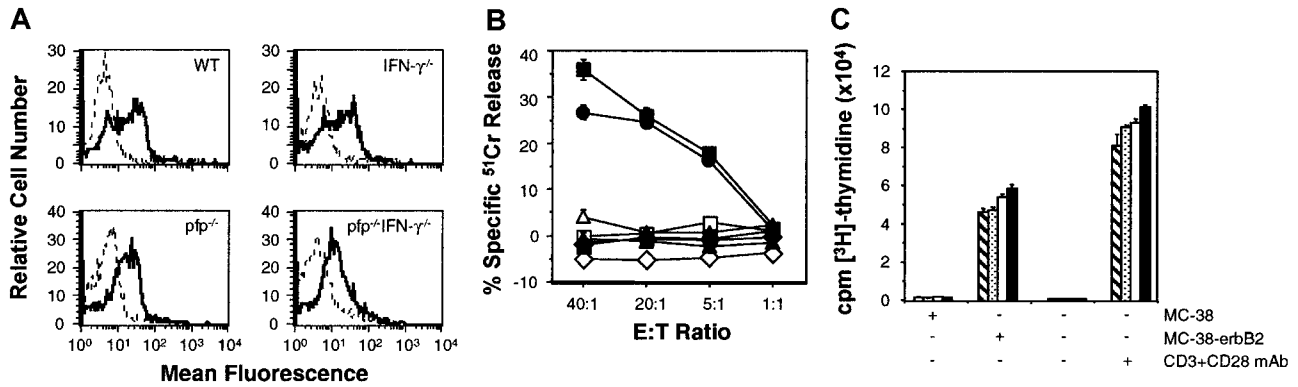 A
B
C
Relative Cell Number
30
20
10
0
WT
30
20
10
0
IFN-γ-/-
40
30
20
10
0
pfp-/-
10⁰ 10¹ 10² 10³ 10⁴
40
30
20
10
0
pfp-/-IFN-γ-/-
10⁰ 10¹ 10² 10³ 10⁴
Mean Fluorescence
% Specific ⁵¹Cr Release
40
30
20
10
0
-10
40:1 20:1 5:1 1:1
E:T Ratio
cpm [³H]-thymidine (x10⁴)
12
10
8
6
4
2
0
+ - - - MC-38
- + - - MC-38-erbB2
- - - + CD3+CD28 mAb